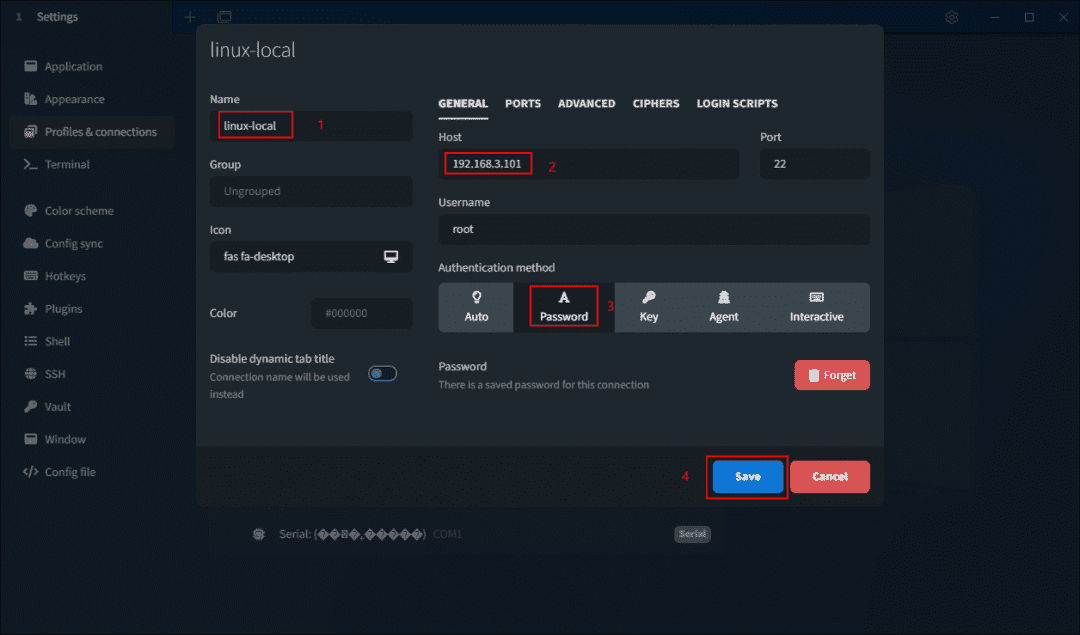 1 Settings
Application
Appearance
Profiles & connections
Terminal
Color scheme
Config sync
Hotkeys
Plugins
Shell
SSH
Vault
Window
Config file
linux-local
Name
linux-local 1
Group
Ungrouped
Icon
fas fa-desktop
Color #000000
Disable dynamic tab title
Connection name will be used
instead
GENERAL PORTS ADVANCED CIPHERS LOGIN SCRIPTS
Host Port
192.168.3.101 2 22
Username
root
Authentication method
Auto Password 3 Key Agent Interactive
Password
There is a saved password for this connection
Forget
4 Save Cancel
Serial: (��ꓘ�,�����) COM1 Serial